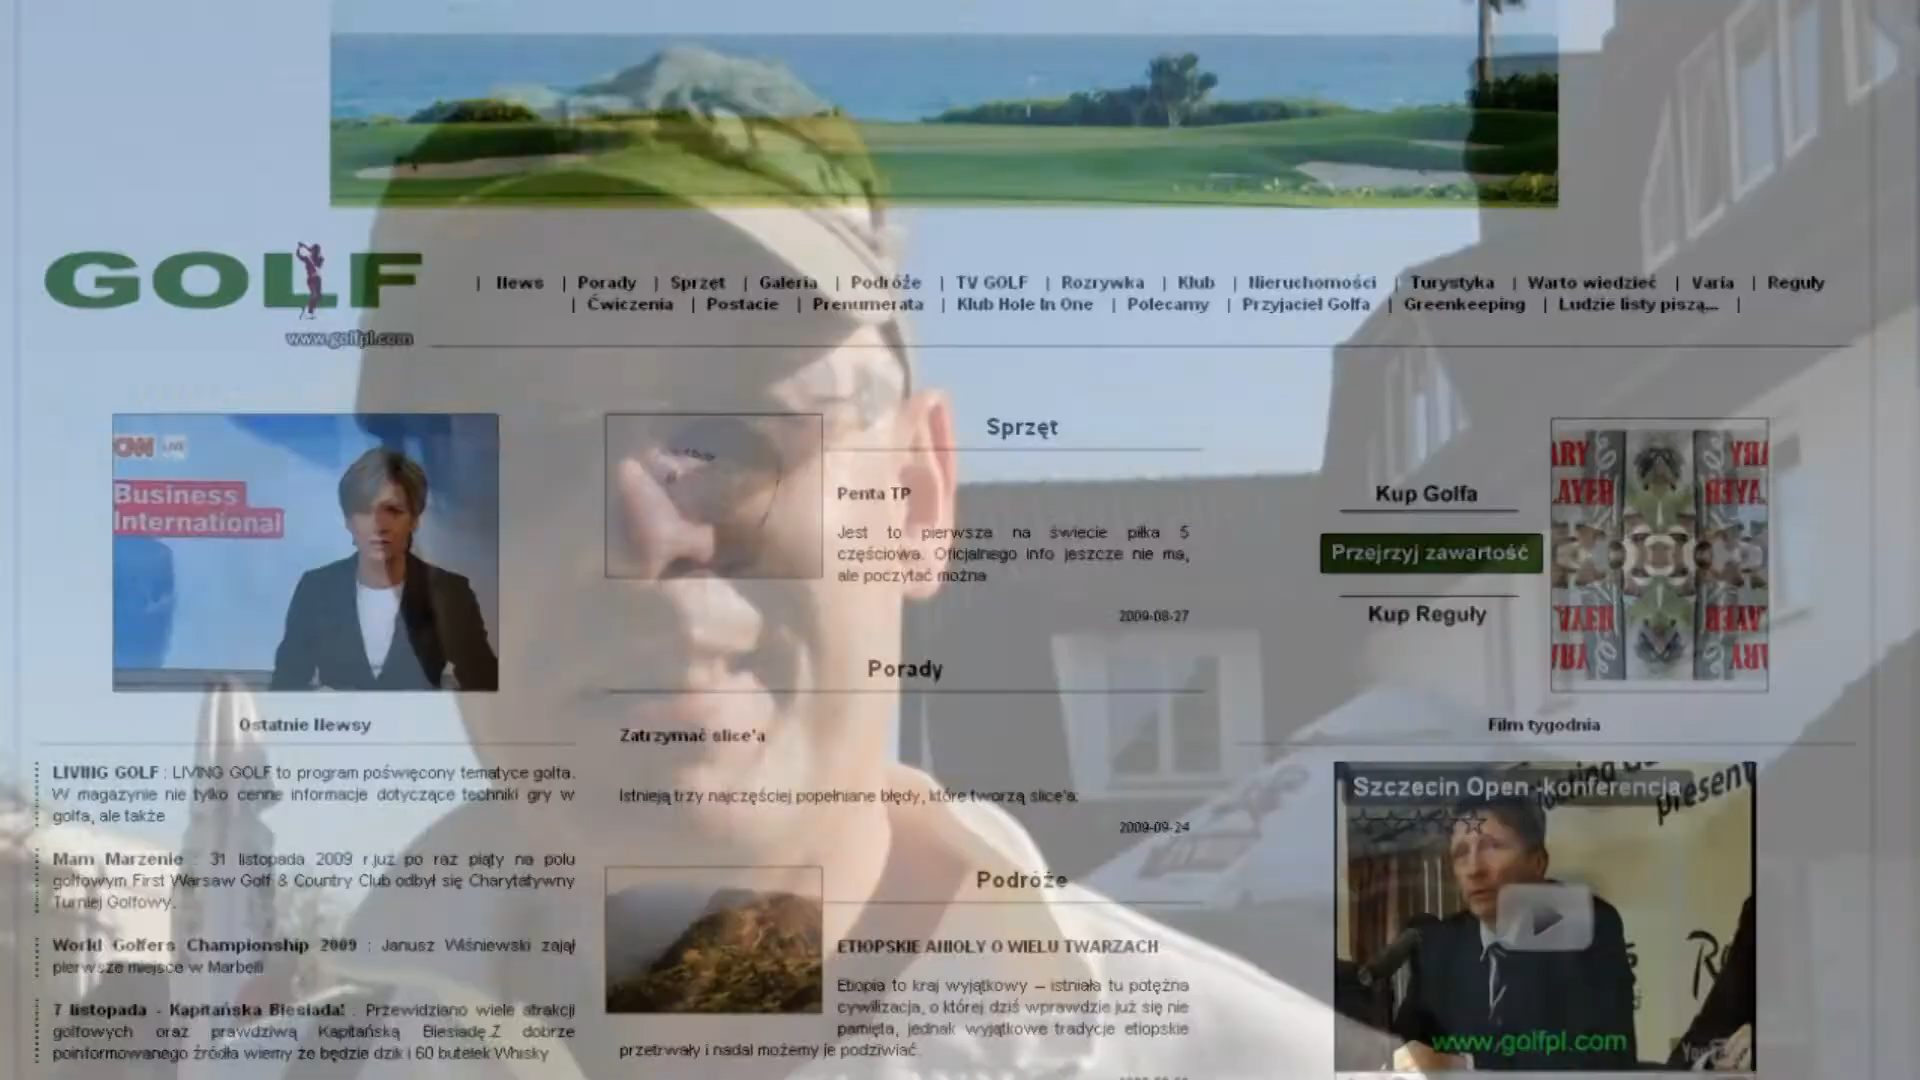 GOLF
www.golfpl.com
| News | Porady | Sprzęt | Galeria | Podróże | TV GOLF | Rozrywka | Klub | Nieruchomości | Turystyka | Warto wiedzieć | Varia | Reguły
| Ćwiczenia | Postacie | Prenumerata | Klub Hole In One | Polecamy | Przyjaciel Golfa | Greenkeeping | Ludzie listy piszą... |
CNN LIVE
Business
International
Ostatnie Newsy
LIVING GOLF : LIVING GOLF to program poświęcony tematyce golfa.
W magazynie nie tylko cenne informacje dotyczące techniki gry w
golfa, ale także
Mam Marzenie : 31 listopada 2009 r.już po raz piąty na polu
golfowym First Warsaw Golf & Country Club odbył się Charytatywny
Turniej Golfowy.
World Golfers Championship 2009 : Janusz Wiśniewski zajął
pierwsze miejsce w Marbelli
7 listopada - Kapitańska Biesiada! : Przewidziano wiele atrakcji
golfowych oraz prawdziwą Kapitańską Biesiadę.Z dobrze
poinformowanego źródła wiemy że będzie dzik i 60 butelek Whisky
Sprzęt
Penta TP
Jest to pierwsza na świecie piłka 5
częściowa. Oficjalnego info jeszcze nie ma,
ale poczytać można
2009-08-27
Porady
Zatrzymać slice'a
Istnieją trzy najczęściej popełniane błędy, które tworzą slice'a:
2009-09-24
Podróże
ETIOPSKIE ANIOŁY O WIELU TWARZACH
Etiopia to kraj wyjątkowy – istniała tu potężna
cywilizacja, o której dziś wprawdzie już się nie
pamięta, jednak wyjątkowe tradycje etiopskie
przetrwały i nadal możemy je podziwiać.
Kup Golfa
Przejrzyj zawartość
Kup Reguły
Film tygodnia
Szczecin Open -konferencja
present
www.golfpl.com
YouTube